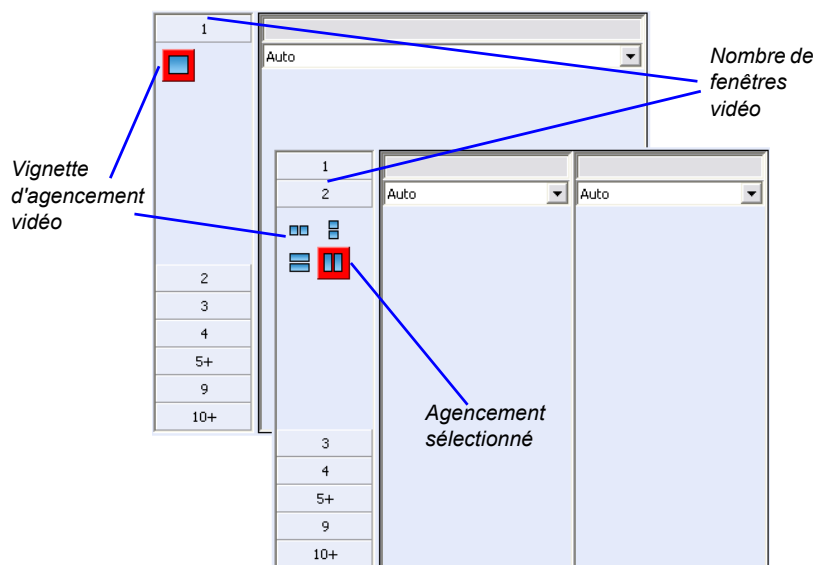 1
Auto
Nombre de
fenêtres
vidéo
Vignette
d'agencement
vidéo
2
3
4
5+
9
10+
1
2
Auto
Auto
Agencement
sélectionné
3
4
5+
9
10+